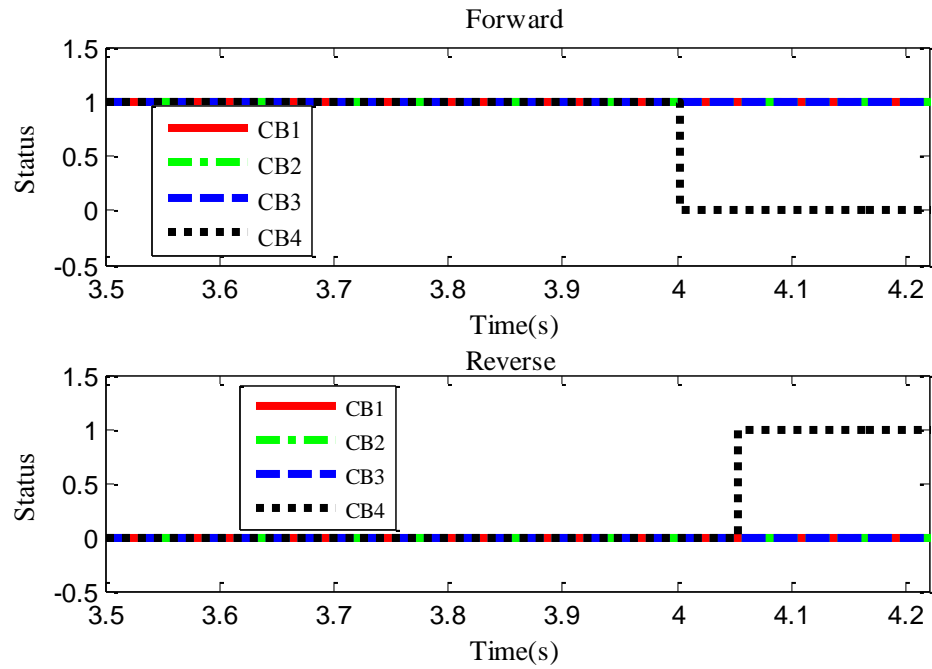 Forward
1.5
1
0.5
0
-0.5
Status
CB1
CB2
CB3
CB4
3.5 3.6 3.7 3.8 3.9 4 4.1 4.2
Time(s)
Reverse
1.5
1
0.5
0
-0.5
Status
CB1
CB2
CB3
CB4
3.5 3.6 3.7 3.8 3.9 4 4.1 4.2
Time(s)